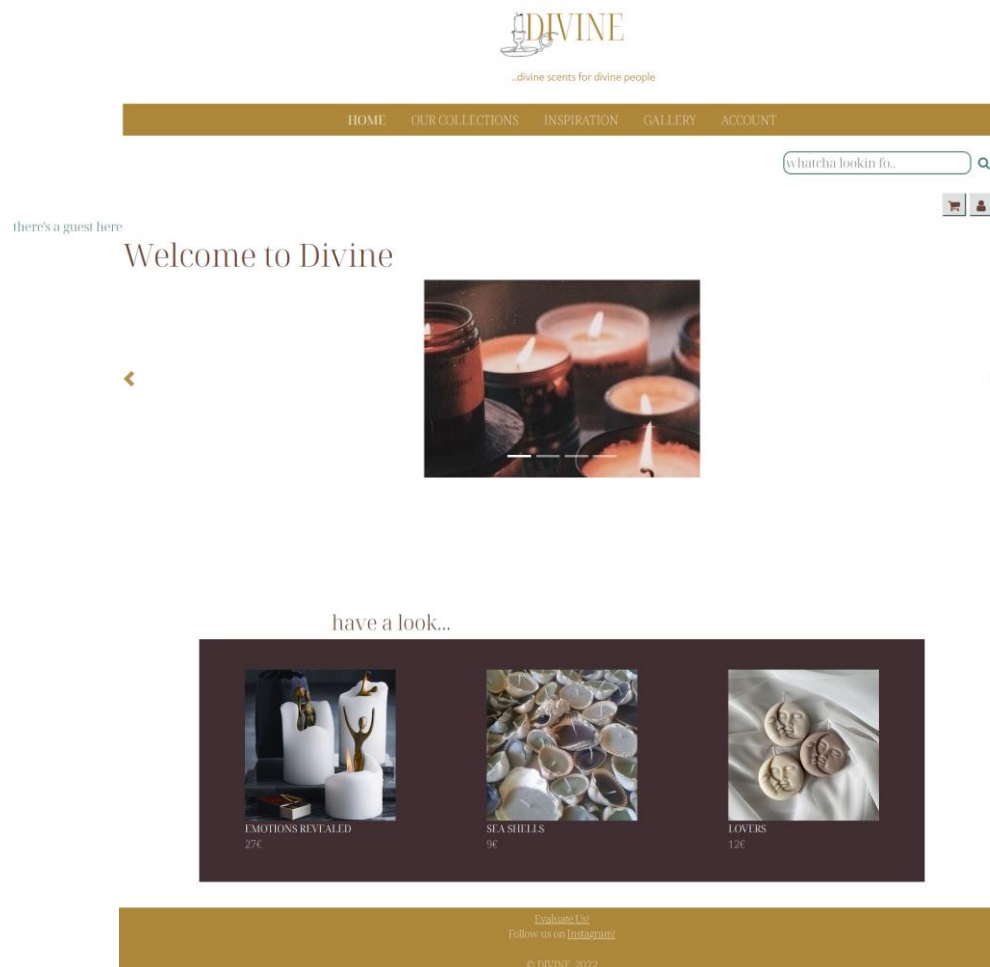 DIVINE
..divine scents for divine people
HOME OUR COLLECTIONS INSPIRATION GALLERY ACCOUNT
whatcha lookin fo..
there's a guest here
Welcome to Divine
have a look...
EMOTIONS REVEALED
27€
SEA SHELLS
9€
LOVERS
12€
Evaluate Us!
Follow us on Instagram!
© DIVINE, 2022